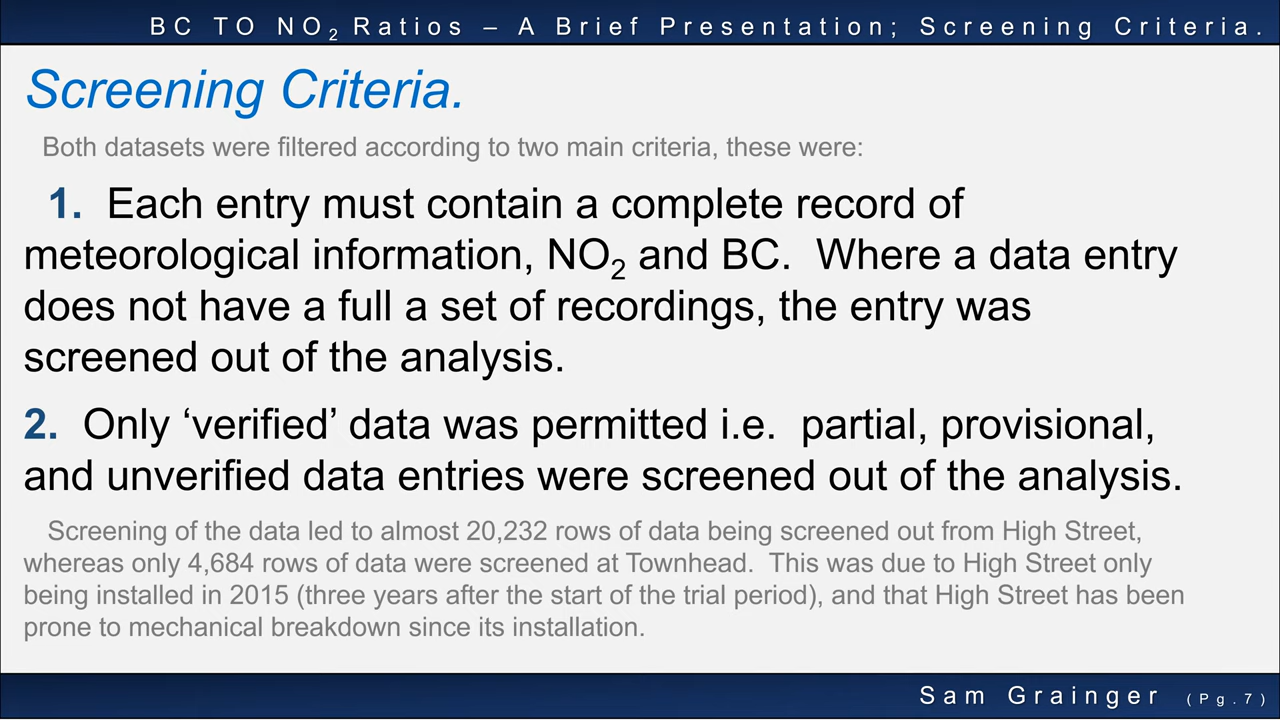 BC TO NO₂ Ratios – A Brief Presentation; Screening Criteria.
Screening Criteria.
Both datasets were filtered according to two main criteria, these were:
1. Each entry must contain a complete record of
meteorological information, NO₂ and BC. Where a data entry
does not have a full a set of recordings, the entry was
screened out of the analysis.
2. Only ‘verified’ data was permitted i.e. partial, provisional,
and unverified data entries were screened out of the analysis.
Screening of the data led to almost 20,232 rows of data being screened out from High Street,
whereas only 4,684 rows of data were screened at Townhead. This was due to High Street only
being installed in 2015 (three years after the start of the trial period), and that High Street has been
prone to mechanical breakdown since its installation.
Sam Grainger (Pg.7)